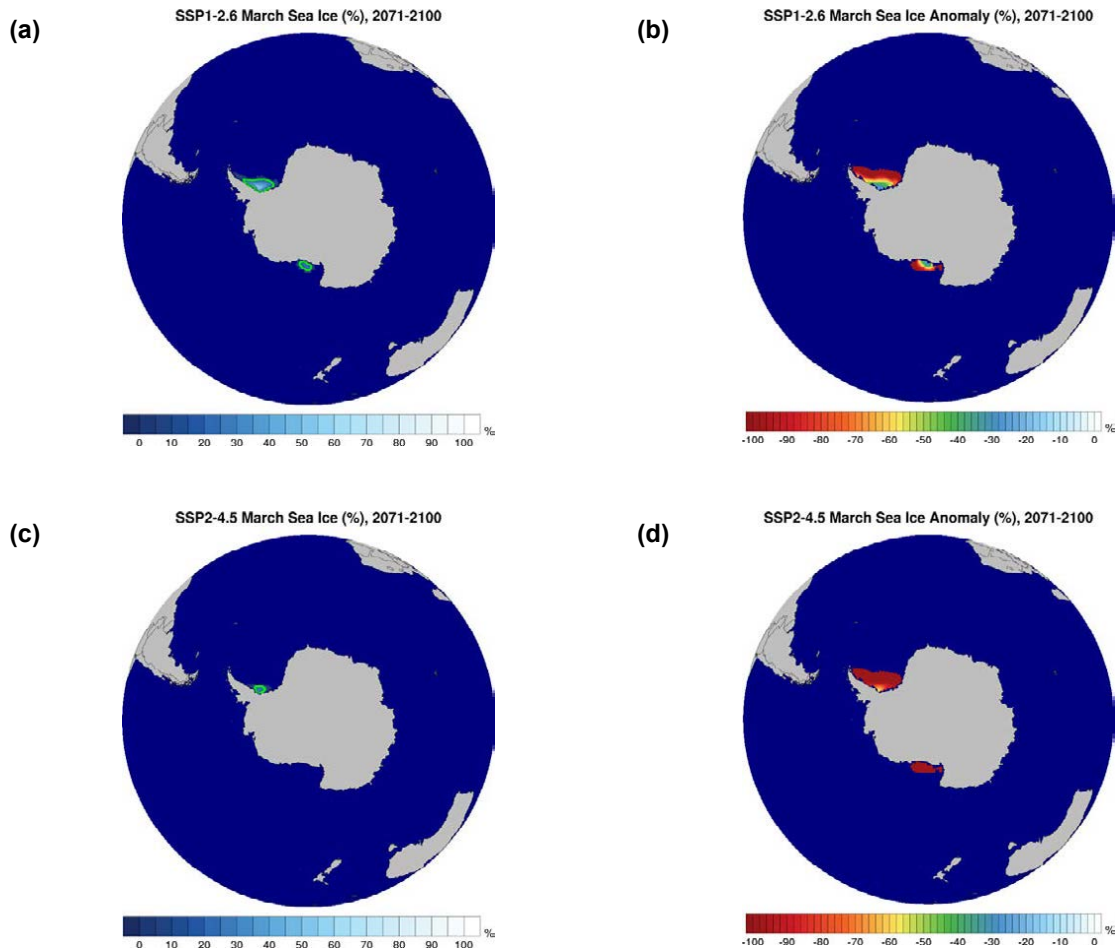 (a)
SSP1-2.6 March Sea Ice (%), 2071-2100
0 10 20 30 40 50 60 70 80 90 100 %
(b)
SSP1-2.6 March Sea Ice Anomaly (%), 2071-2100
-100 -90 -80 -70 -60 -50 -40 -30 -20 -10 0 %
(c)
SSP2-4.5 March Sea Ice (%), 2071-2100
0 10 20 30 40 50 60 70 80 90 100 %
(d)
SSP2-4.5 March Sea Ice Anomaly (%), 2071-2100
-100 -90 -80 -70 -60 -50 -40 -30 -20 -10 0 %